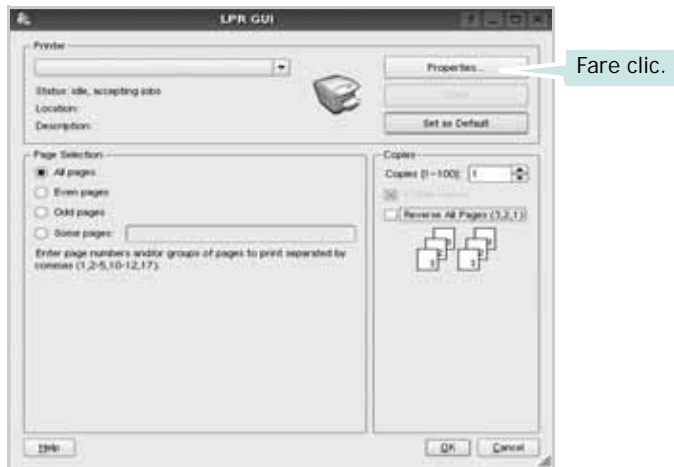 LPR GUI
Printer
Properties...
Fare clic.
Status: idle, accepting jobs
Location:
Description:
Set as Default
Page Selection
Copies
All pages
Copies [1-100]: 1
Even pages
Odd pages
Reverse All Pages (3,2,1)
Some pages:
Enter page numbers and/or groups of pages to print separated by
commas (1,2-5,10-12,17).
Help
OK
Cancel